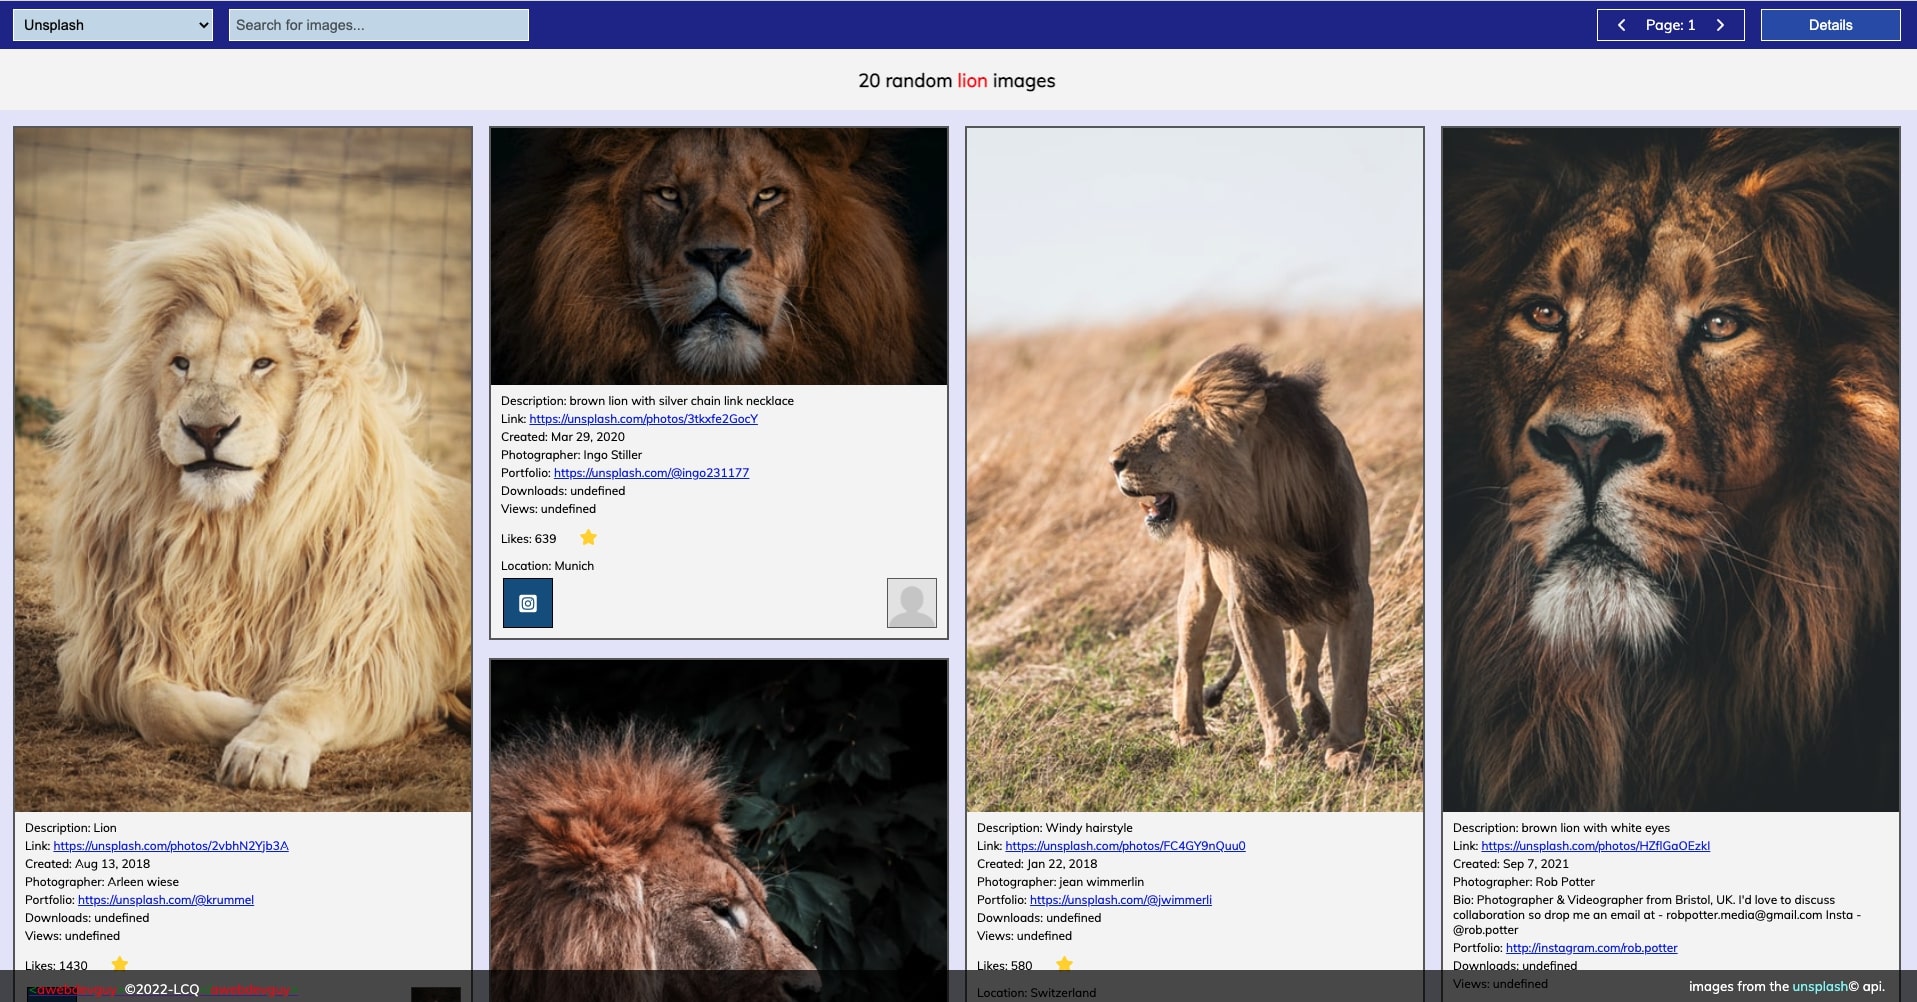 Unsplash
Search for images...
Page: 1
Details
20 random lion images
Description: Lion
Link: https://unsplash.com/photos/2vbhN2Yjb3A
Created: Aug 13, 2018
Photographer: Arleen wiese
Portfolio: https://unsplash.com/@krummel
Downloads: undefined
Views: undefined
Likes: 1430
Description: brown lion with silver chain link necklace
Link: https://unsplash.com/photos/3tkxfe2GocY
Created: Mar 29, 2020
Photographer: Ingo Stiller
Portfolio: https://unsplash.com/@ingo231177
Downloads: undefined
Views: undefined
Likes: 639
Location: Munich
Description: Windy hairstyle
Link: https://unsplash.com/photos/FC4GY9nQuu0
Created: Jan 22, 2018
Photographer: jean wimmerlin
Portfolio: https://unsplash.com/@jwimmerli
Downloads: undefined
Views: undefined
Likes: 580
Location: Switzerland
Description: brown lion with white eyes
Link: https://unsplash.com/photos/HZflGaOEzkI
Created: Sep 7, 2021
Photographer: Rob Potter
Bio: Photographer & Videographer from Bristol, UK. I'd love to discuss
collaboration so drop me an email at - robpotter.media@gmail.com Insta -
@rob.potter
Portfolio: http://instagram.com/rob.potter
Downloads: undefined
Views: undefined
©2022-LCQ
images from the unsplash© api.